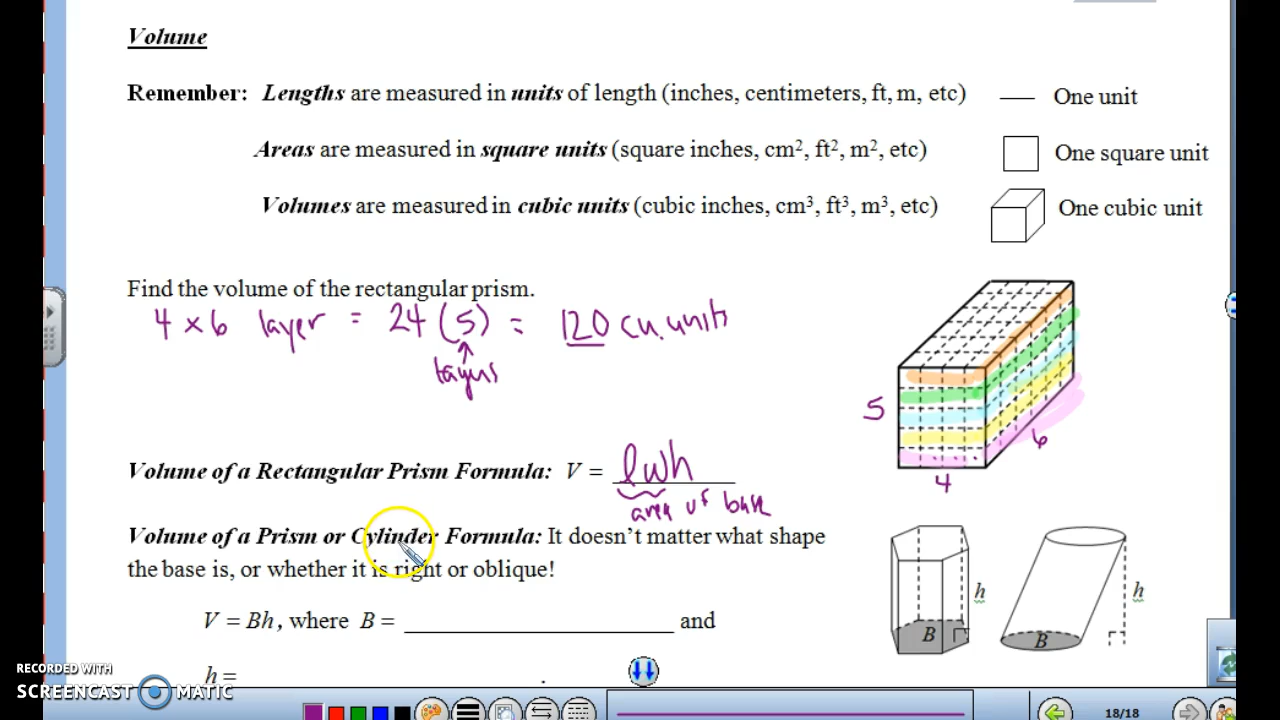 Volume
Remember: Lengths are measured in units of length (inches, centimeters, ft, m, etc)
One unit
Areas are measured in square units (square inches, cm², ft², m², etc)
One square unit
Volumes are measured in cubic units (cubic inches, cm³, ft³, m³, etc)
One cubic unit
Find the volume of the rectangular prism.
4 × 6 layer = 24 (5) = 120 cu. units
layers
5
6
4
Volume of a Rectangular Prism Formula: V = lwh
area of base
Volume of a Prism or Cylinder Formula: It doesn't matter what shape
the base is, or whether it is right or oblique!
h
h
B
B
V = Bh, where B = ____ and
h = .
RECORDED WITH
SCREENCAST MATIC
18/18